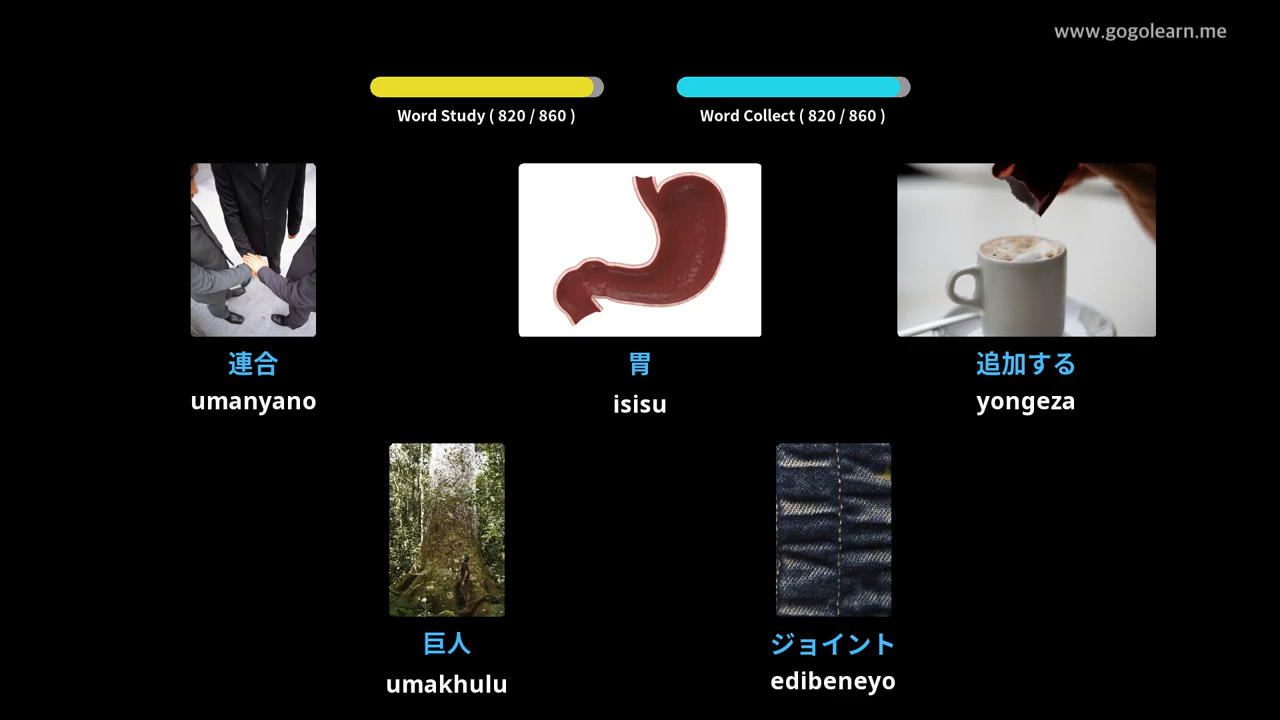 www.gogolearn.me
Word Study ( 820 / 860 )
Word Collect ( 820 / 860 )
連合
umanyano
胃
isisu
追加する
yongeza
巨人
umakhulu
ジョイント
edibeneyo